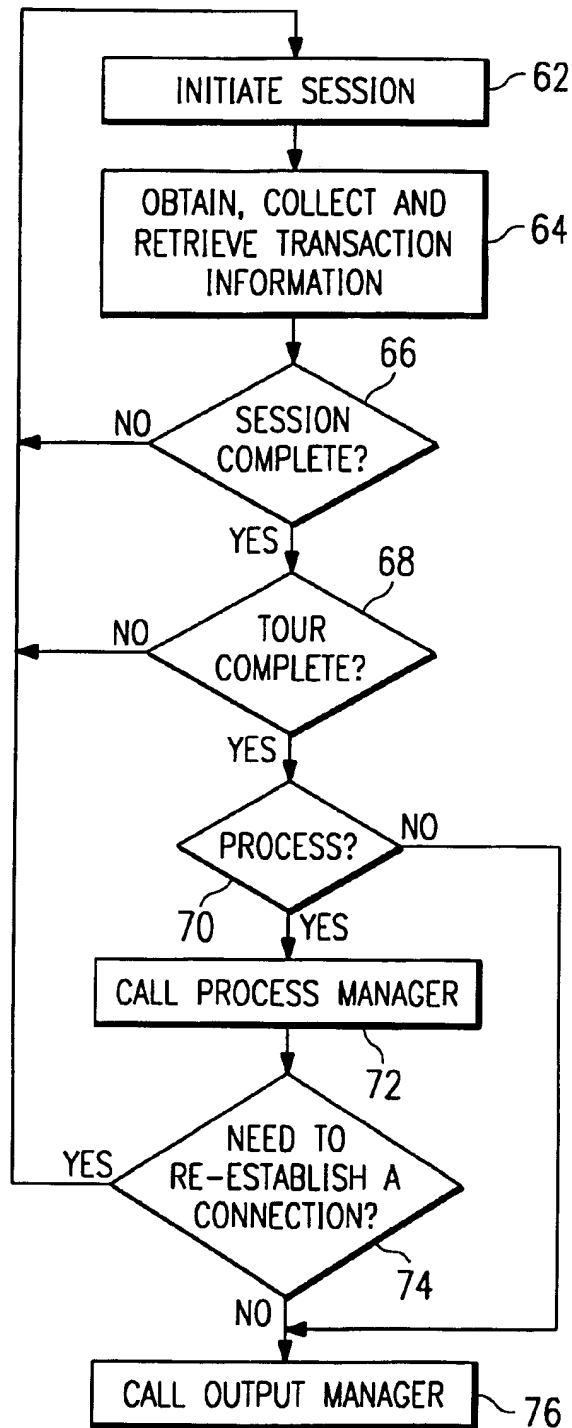 INITIATE SESSION
62
OBTAIN, COLLECT AND
RETRIEVE TRANSACTION
INFORMATION
64
66
SESSION
COMPLETE?
NO
YES
68
TOUR
COMPLETE?
NO
YES
PROCESS?
NO
70
YES
CALL PROCESS MANAGER
72
NEED TO
RE-ESTABLISH A
CONNECTION?
YES
74
NO
CALL OUTPUT MANAGER
76